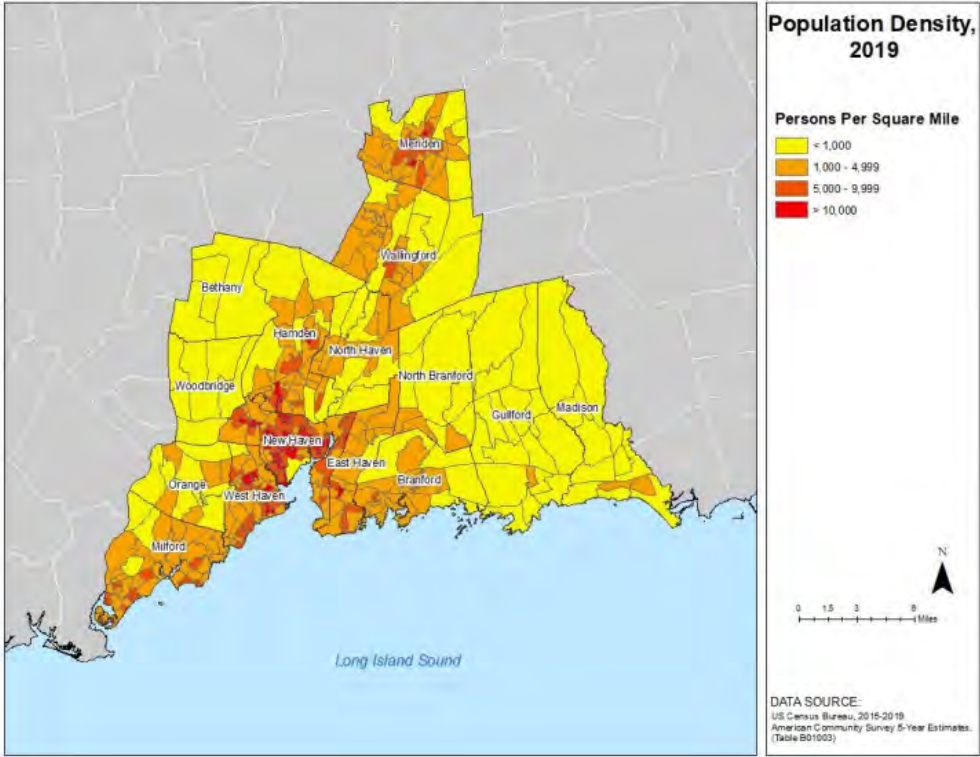 Population Density,
2019
Persons Per Square Mile
< 1,000
1,000 - 4,999
5,000 - 9,999
> 10,000
Meriden
Wallingford
Bethany
Hamden
North Haven
Woodbridge
North Branford
Guilford
Madison
New Haven
East Haven
Orange
West Haven
Branford
Milford
Long Island Sound
N
0 1.5 3 6
Miles
DATA SOURCE:
US Census Bureau, 2015-2019
American Community Survey 5-Year Estimates.
(Table B01003)